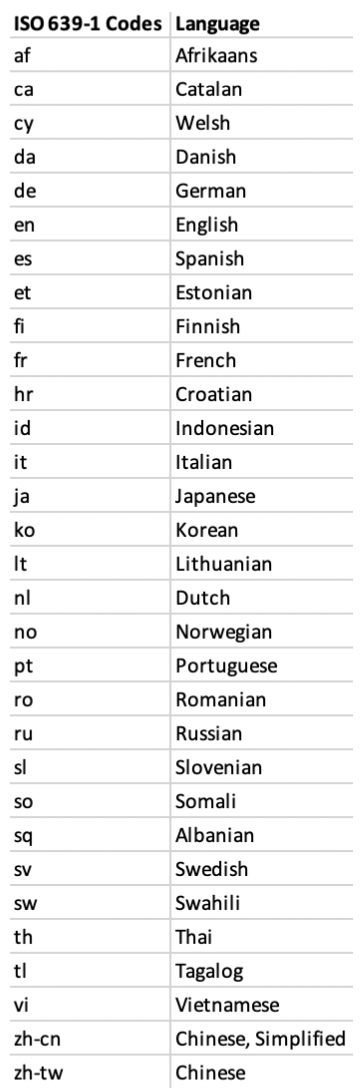 ISO 639-1 Codes Language
af Afrikaans
ca Catalan
cy Welsh
da Danish
de German
en English
es Spanish
et Estonian
fi Finnish
fr French
hr Croatian
id Indonesian
it Italian
ja Japanese
ko Korean
lt Lithuanian
nl Dutch
no Norwegian
pt Portuguese
ro Romanian
ru Russian
sl Slovenian
so Somali
sq Albanian
sv Swedish
sw Swahili
th Thai
tl Tagalog
vi Vietnamese
zh-cn Chinese, Simplified
zh-tw Chinese